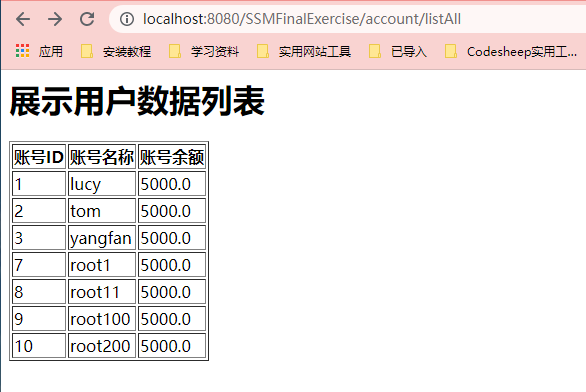 localhost:8080/SSMFinalExercise/account/listAll
应用 安装教程 学习资料 实用网站工具 已导入 Codesheep实用工...
展示用户数据列表
账号ID 账号名称 账号余额
1 lucy 5000.0
2 tom 5000.0
3 yangfan 5000.0
7 root1 5000.0
8 root11 5000.0
9 root100 5000.0
10 root200 5000.0